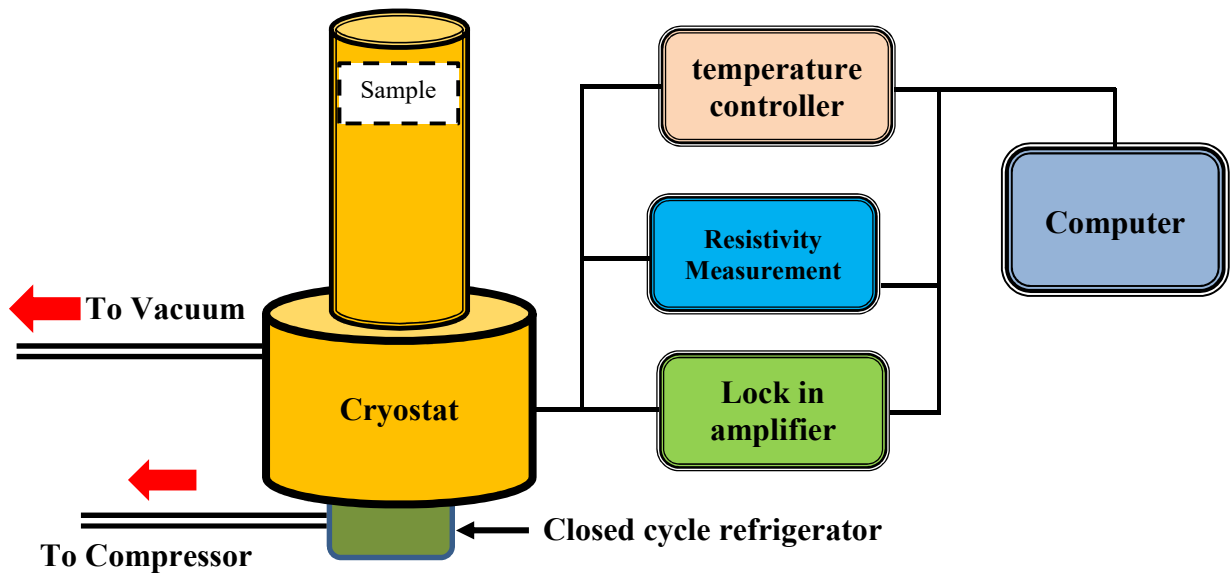 Sample
temperature
controller
Resistivity
Measurement
Computer
To Vacuum
Cryostat
Lock in
amplifier
Closed cycle refrigerator
To Compressor